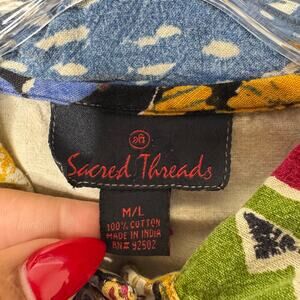 Sacred Threads
M/L
100% COTTON
MADE IN INDIA
RN# 92502